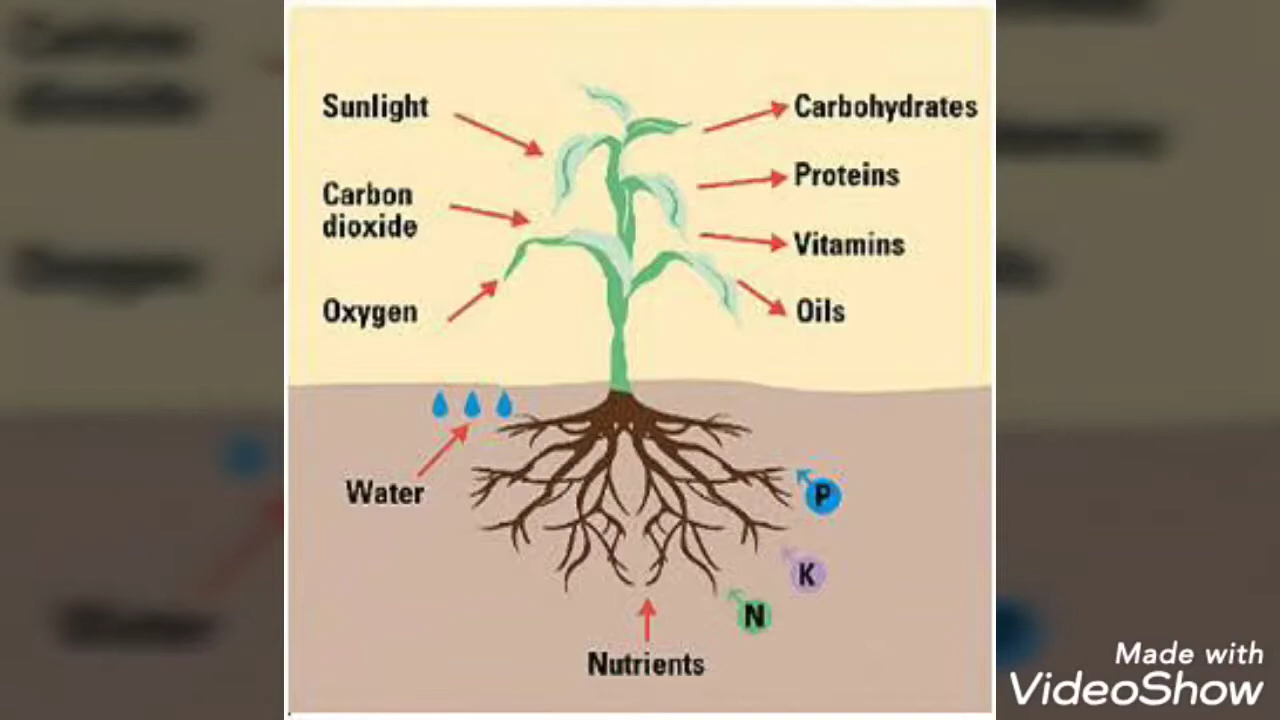 Sunlight
Carbon
dioxide
Oxygen
Carbohydrates
Proteins
Vitamins
Oils
Water
P
K
N
Nutrients
Made with
VideoShow